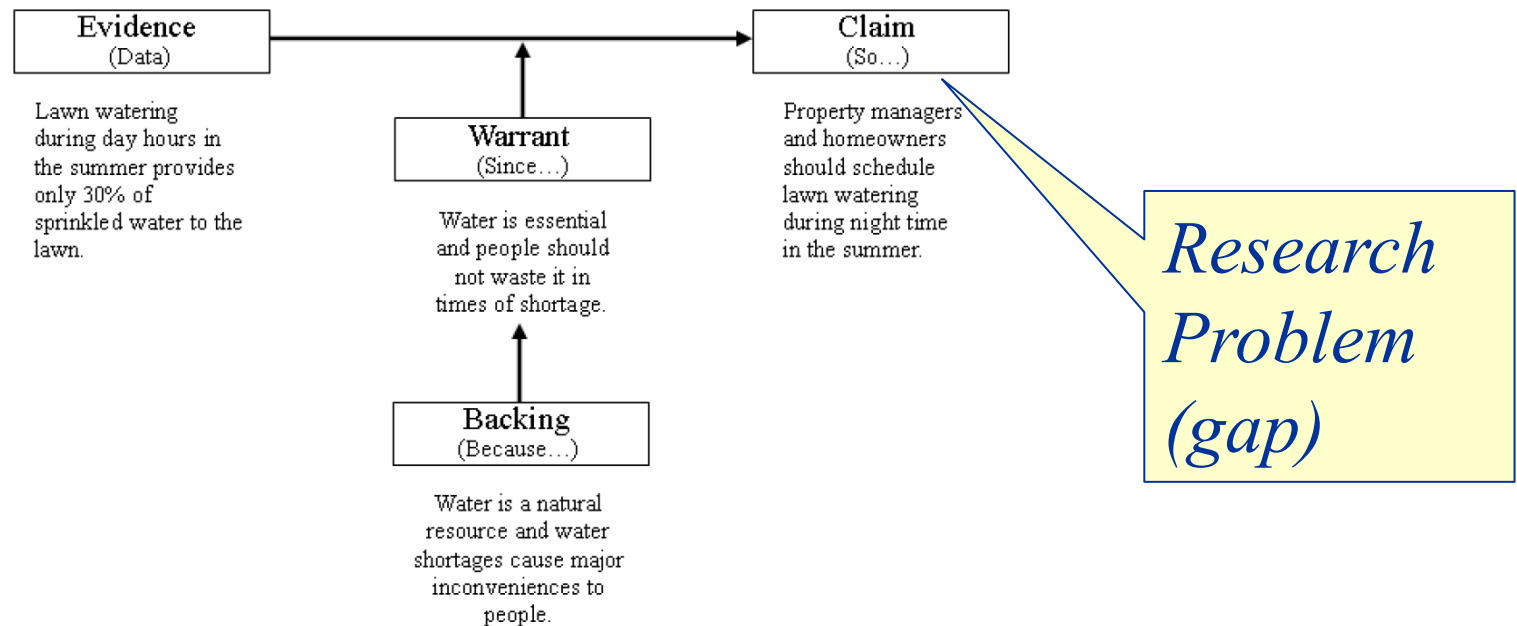 Evidence
(Data)
Lawn watering
during day hours in
the summer provides
only 30% of
sprinkled water to the
lawn.
Warrant
(Since…)
Water is essential
and people should
not waste it in
times of shortage.
Backing
(Because…)
Water is a natural
resource and water
shortages cause major
inconveniences to
people.
Claim
(So…)
Property managers
and homeowners
should schedule
lawn watering
during night time
in the summer.
Research
Problem
(gap)